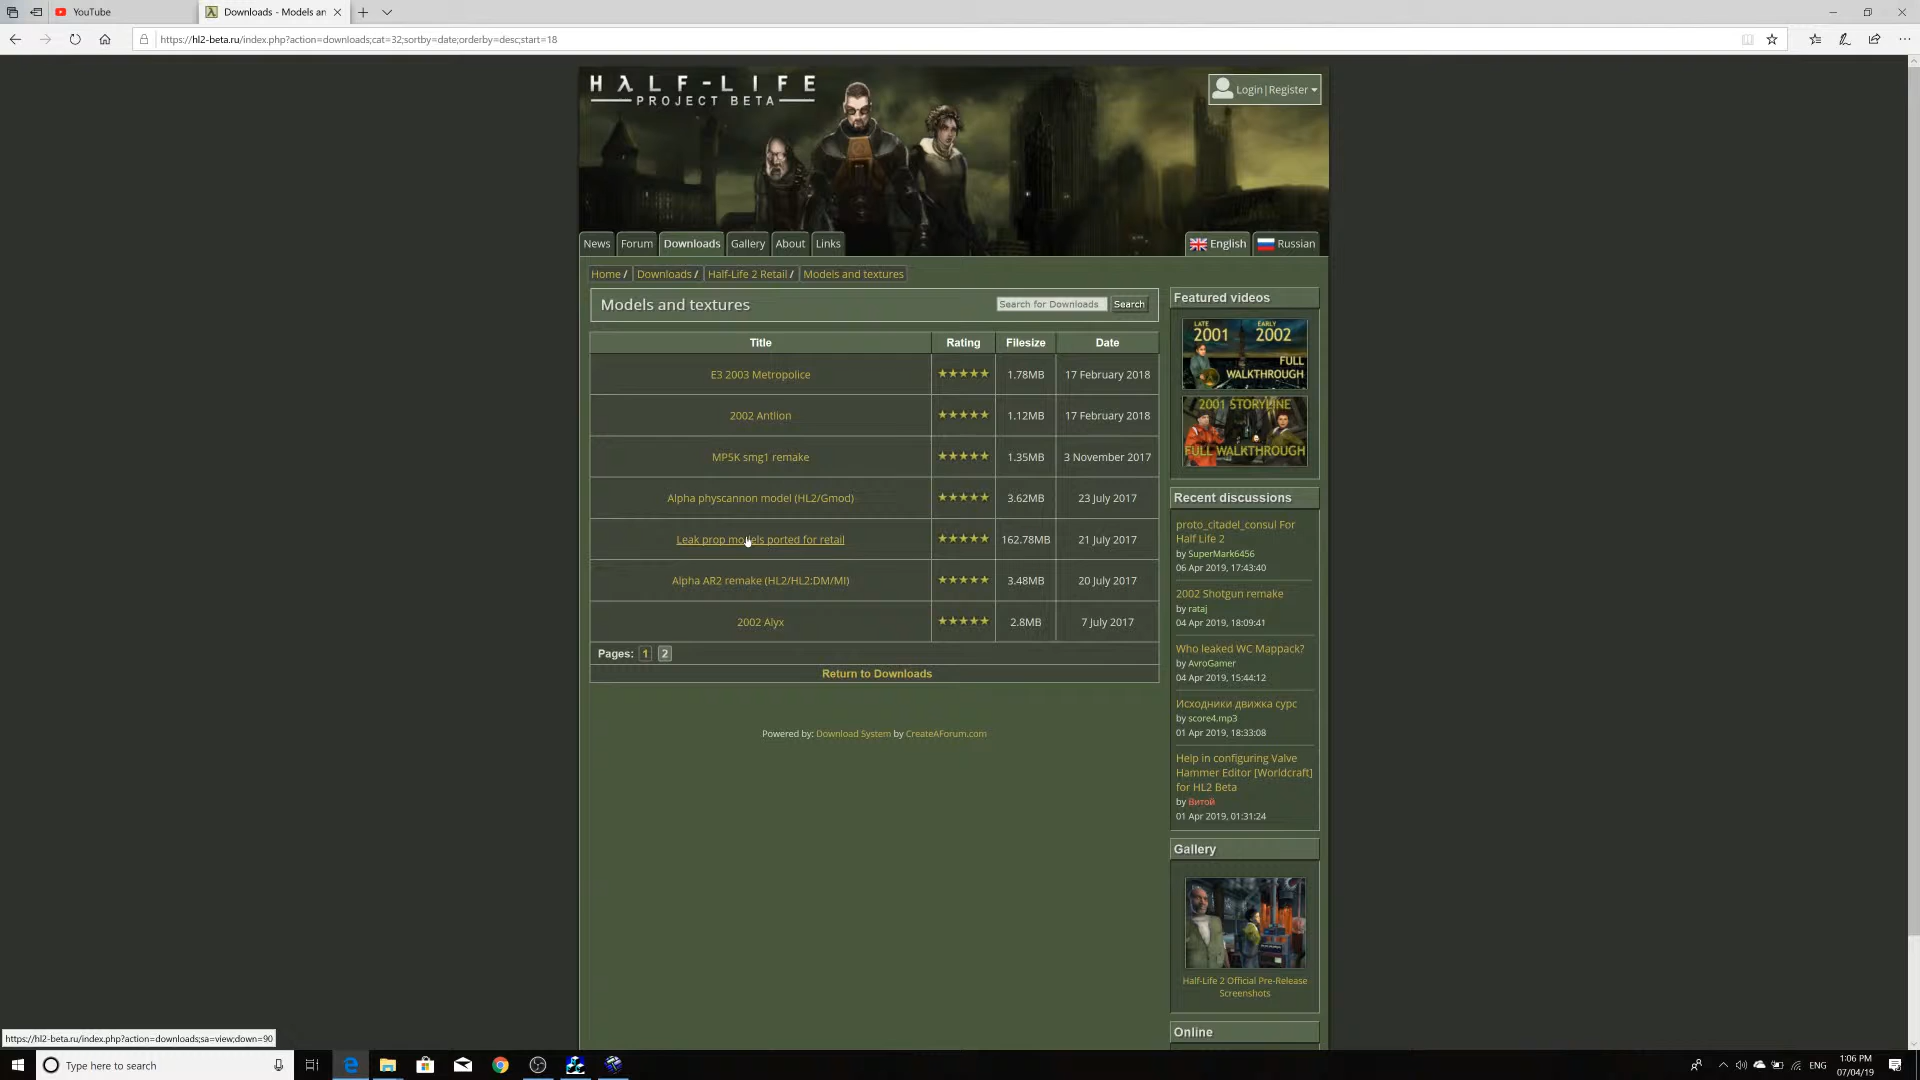 YouTube
Downloads - Models an
https://hl2-beta.ru/index.php?action=downloads;cat=32;sortby=date;orderby=desc;start=18
HλLF-LIFE
PROJECT BETA
Login|Register
News
Forum
Downloads
Gallery
About
Links
English
Russian
Home /
Downloads /
Half-Life 2 Retail /
Models and textures
Models and textures
Search for Downloads
Search
Title Rating Filesize Date
E3 2003 Metropolice ★★★★★ 1.78MB 17 February 2018
2002 Antlion ★★★★★ 1.12MB 17 February 2018
MP5K smg1 remake ★★★★★ 1.35MB 3 November 2017
Alpha physcannon model (HL2/Gmod) ★★★★★ 3.62MB 23 July 2017
Leak prop models ported for retail ★★★★★ 162.78MB 21 July 2017
Alpha AR2 remake (HL2/HL2:DM/MI) ★★★★★ 3.48MB 20 July 2017
2002 Alyx ★★★★★ 2.8MB 7 July 2017
Pages: 1 2
Return to Downloads
Powered by: Download System by CreateAForum.com
Featured videos
LATE 2001 EARLY 2002
FULL
WALKTHROUGH
2001 STORYLINE
FULL WALKTHROUGH
Recent discussions
proto_citadel_consul For
Half Life 2
by SuperMark6456
06 Apr 2019, 17:43:40
2002 Shotgun remake
by rataj
04 Apr 2019, 18:09:41
Who leaked WC Mappack?
by AvroGamer
04 Apr 2019, 15:44:12
Исходники движка сурс
by score4.mp3
01 Apr 2019, 18:33:08
Help in configuring Valve
Hammer Editor [Worldcraft]
for HL2 Beta
by Витой
01 Apr 2019, 01:31:24
Gallery
Half-Life 2 Official Pre-Release
Screenshots
Online
https://hl2-beta.ru/index.php?action=downloads;sa=view;down=90
Type here to search
ENG
1:06 PM
07/04/19